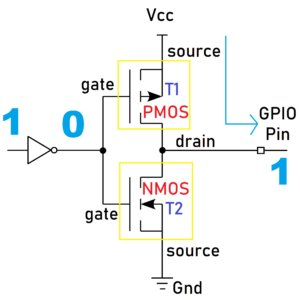 Vcc
source
gate
T1
PMOS
GPIO
Pin
1
0
drain
1
NMOS
T2
gate
source
Gnd